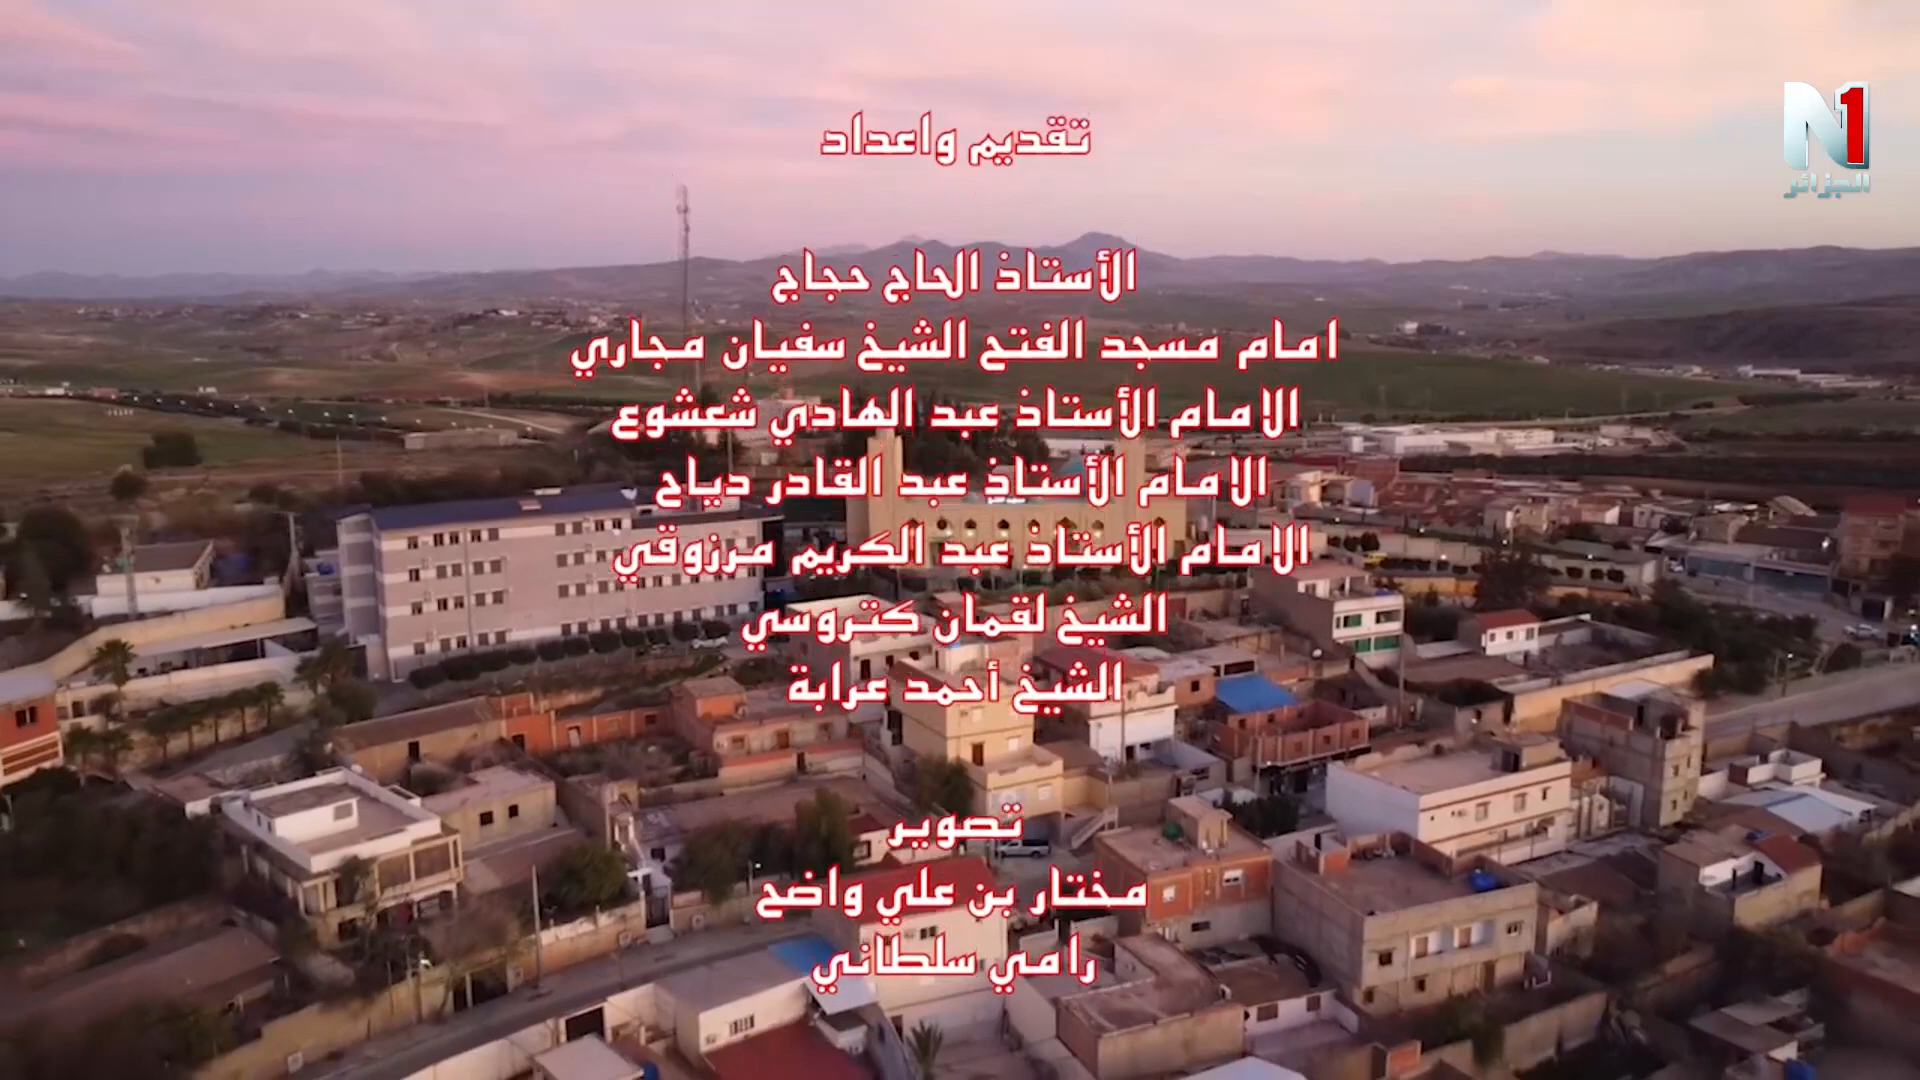 N1
الجزائر
تقديم واعداد
الأستاذ الحاج حجاج
امام مسجد الفتح الشيخ سفيان مجاري
الامام الأستاذ عبد الهادي شعشوع
الامام الأستاذ عبد القادر دياح
الامام الأستاذ عبد الكريم مرزوقي
الشيخ لقمان كتروسي
الشيخ أحمد عرابة
تصوير
مختار بن علي واضح
رامي سلطاني